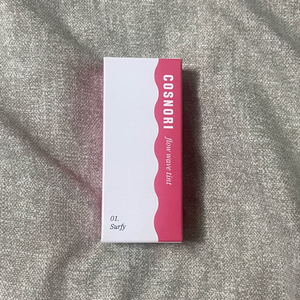 COSNORI
flow wave tint
01.
Surfy